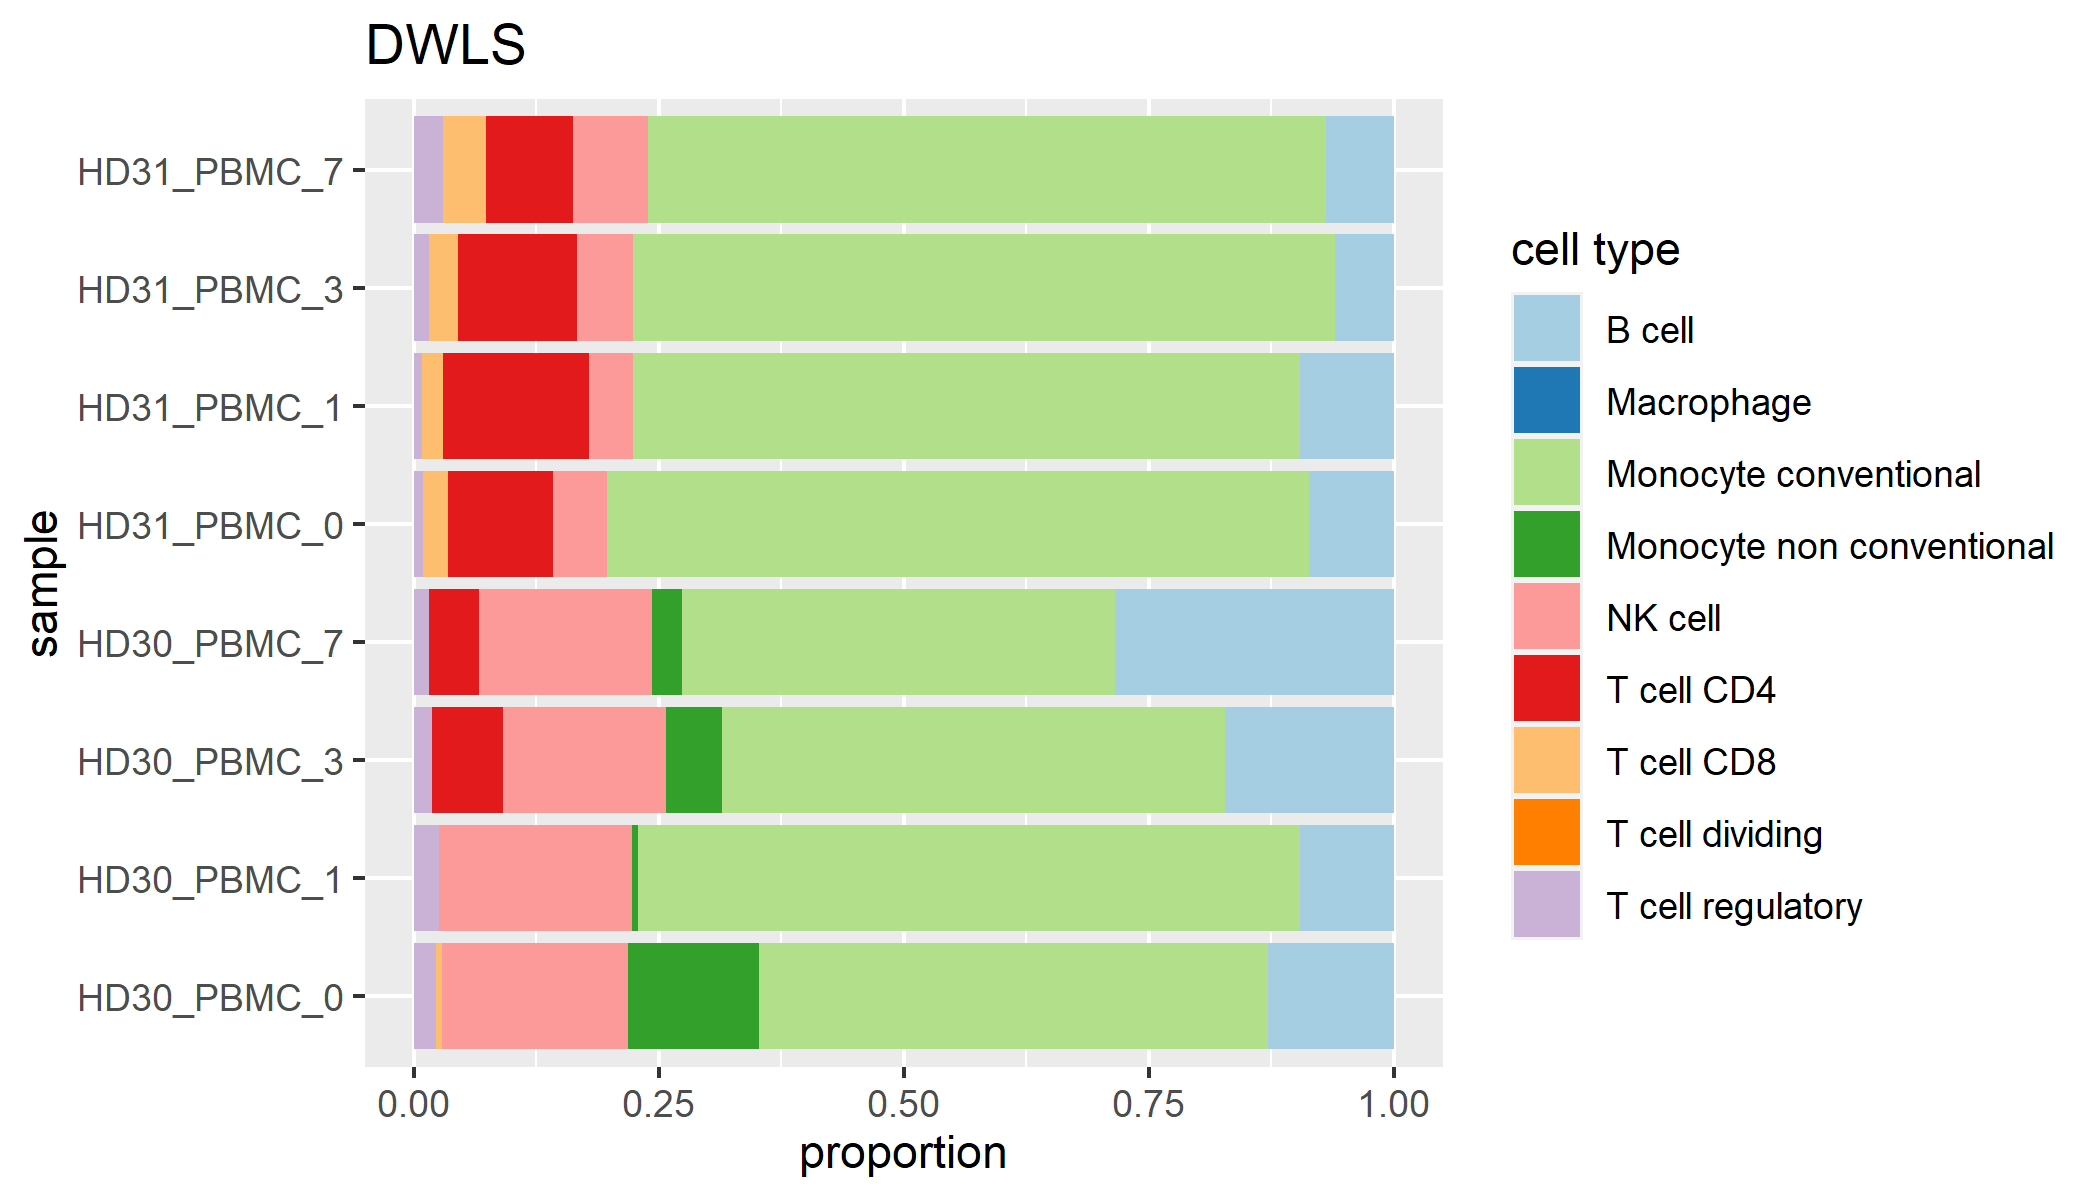 DWLS
HD31_PBMC_7
HD31_PBMC_3
HD31_PBMC_1
HD31_PBMC_0
HD30_PBMC_7
HD30_PBMC_3
HD30_PBMC_1
HD30_PBMC_0
sample
0.00 0.25 0.50 0.75 1.00
proportion
cell type
B cell
Macrophage
Monocyte conventional
Monocyte non conventional
NK cell
T cell CD4
T cell CD8
T cell dividing
T cell regulatory